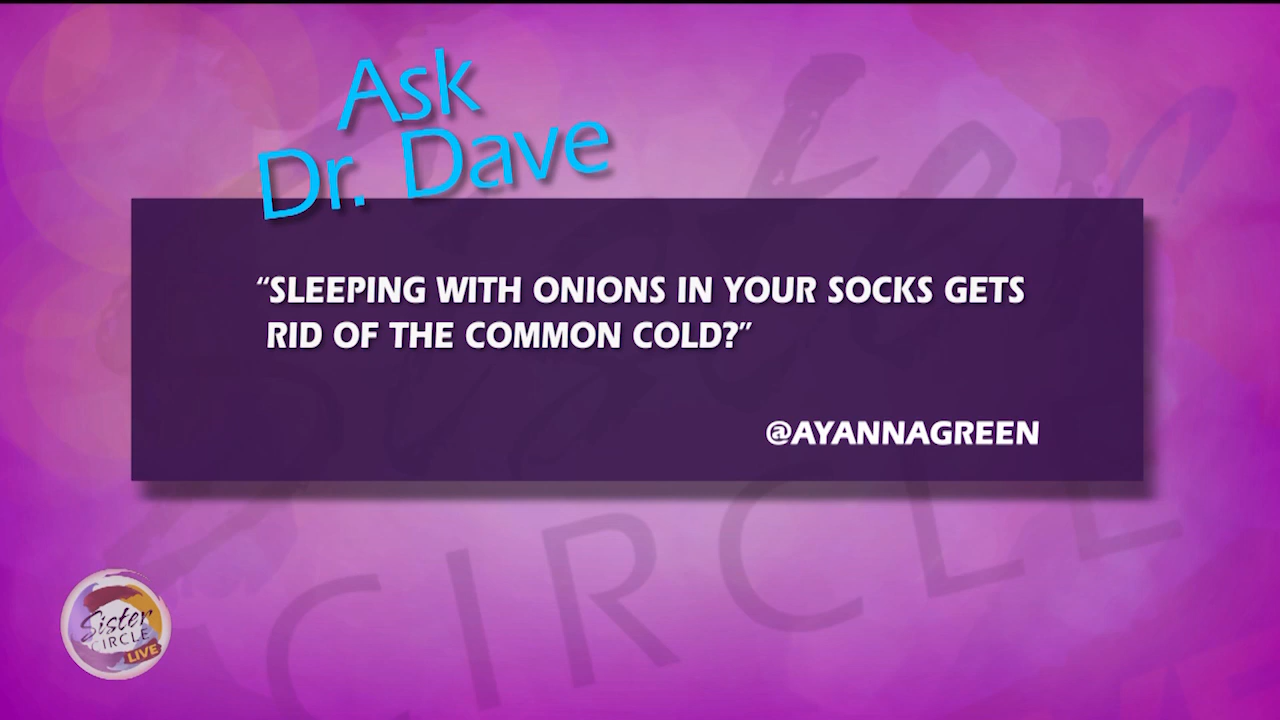 Ask
Dr. Dave
“SLEEPING WITH ONIONS IN YOUR SOCKS GETS
RID OF THE COMMON COLD?”
@AYANNAGREEN
CIRCLE
Sister
CIRCLE
LIVE